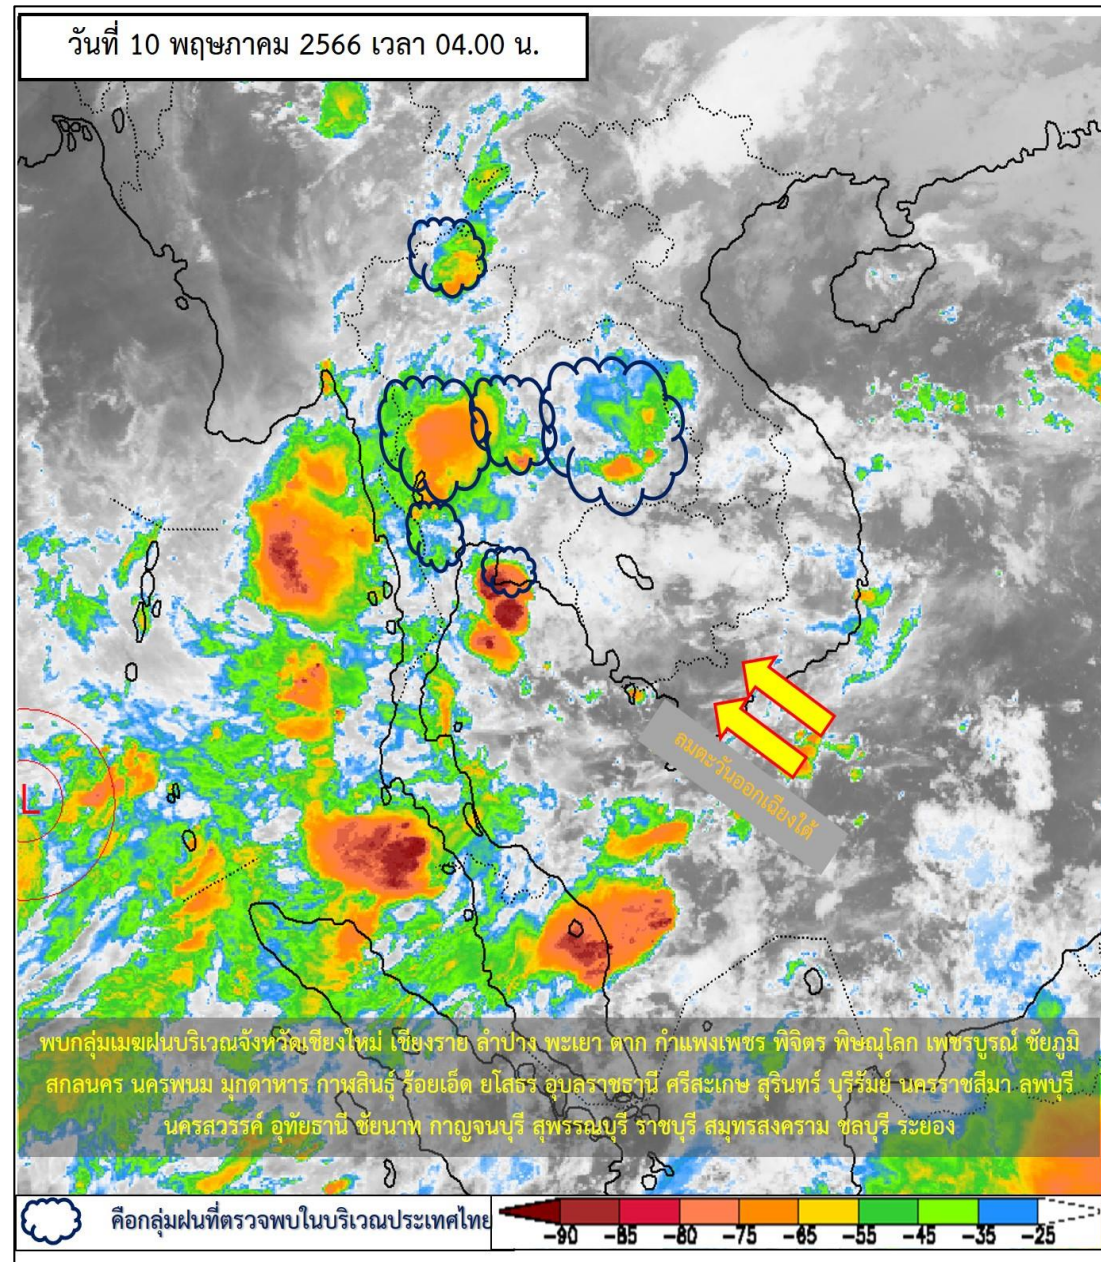 วันที่ 10 พฤษภาคม 2566 เวลา 04.00 น.
L
ลมตะวันออกเฉียงใต้
พบกลุ่มเมฆฝนบริเวณจังหวัดเชียงใหม่ เชียงราย ลำปาง พะเยา ตาก กำแพงเพชร พิจิตร พิษณุโลก เพชรบูรณ์ ชัยภูมิ
สกลนคร นครพนม มุกดาหาร กาฬสินธุ์ ร้อยเอ็ด ยโสธร อุบลราชธานี ศรีสะเกษ สุรินทร์ บุรีรัมย์ นครราชสีมา ลพบุรี
นครสวรรค์ อุทัยธานี ชัยนาท กาญจนบุรี สุพรรณบุรี ราชบุรี สมุทรสงคราม ชลบุรี ระยอง
คือกลุ่มฝนที่ตรวจพบในบริเวณประเทศไทย
-90 -85 -80 -75 -65 -55 -45 -35 -25